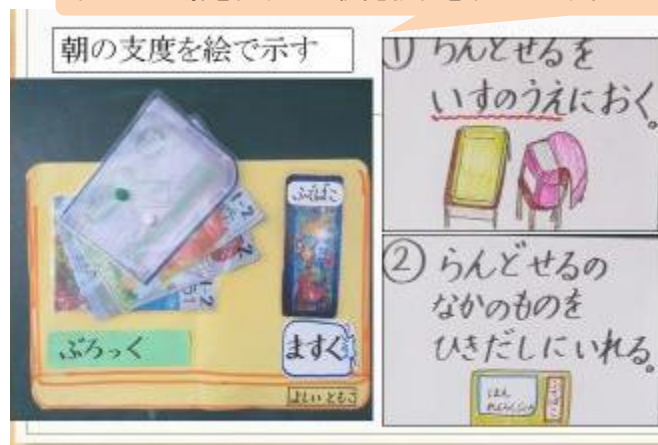 朝の支度を絵で示す
ふでばこ
ぶろっく
ますく
よしいともこ
① らんどせるを
いすのうえにおく。
② らんどせるの
なかのものを
ひきだしにいれる。